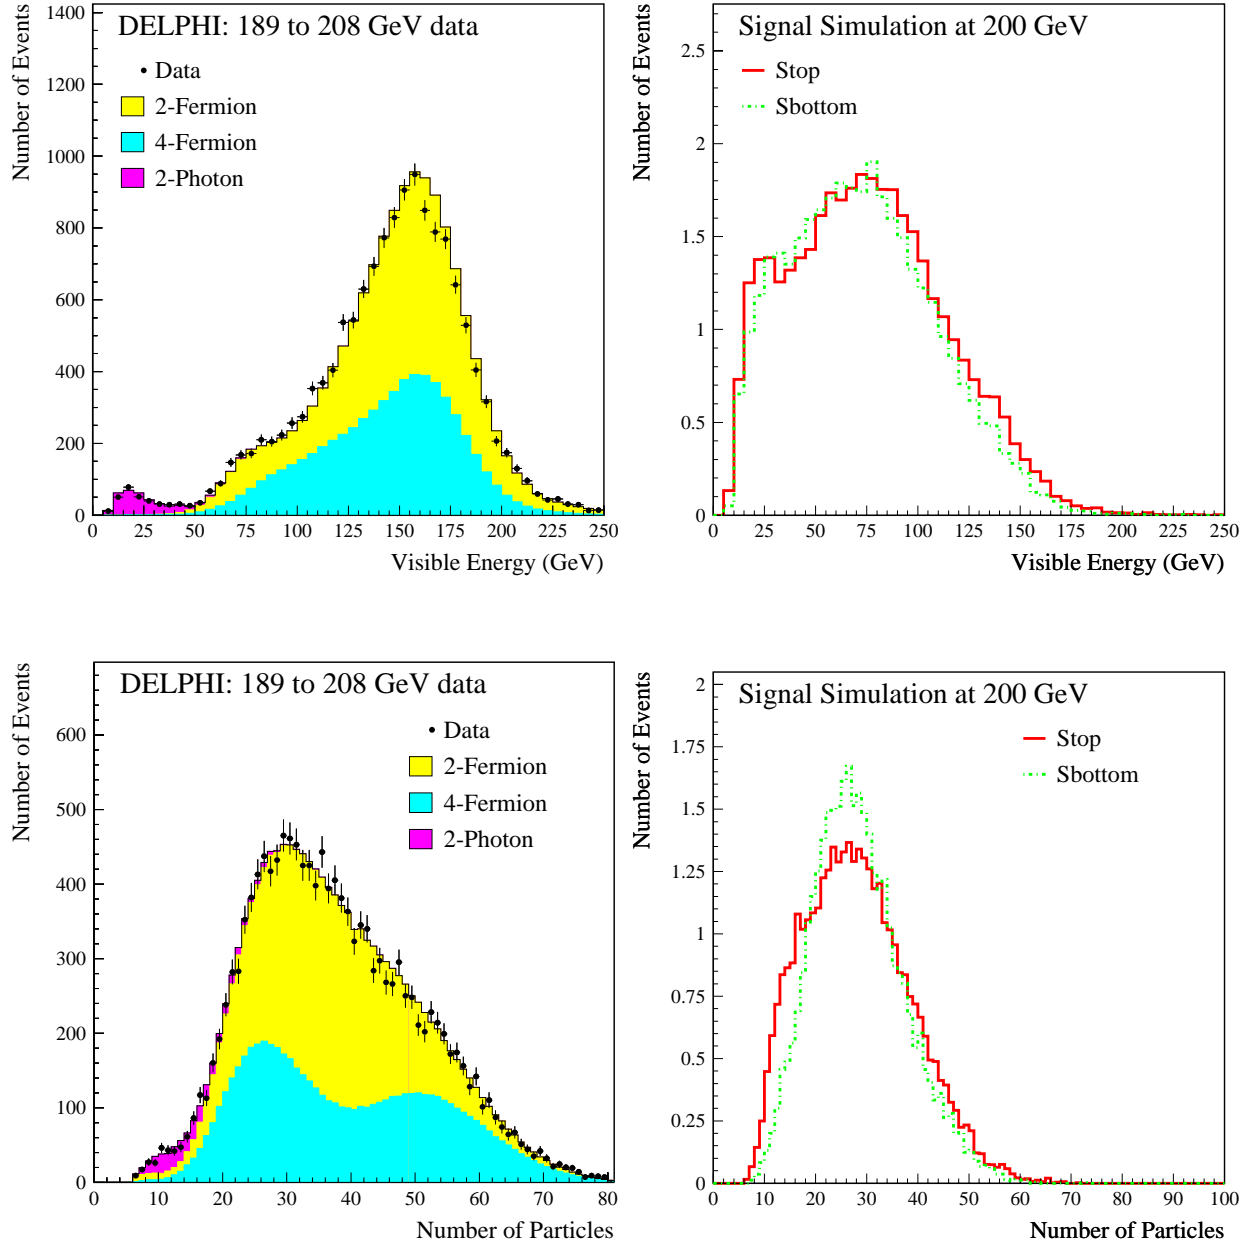 DELPHI: 189 to 208 GeV data
Number of Events
Data
2-Fermion
4-Fermion
2-Photon
1400
1200
1000
800
600
400
200
0
0 25 50 75 100 125 150 175 200 225 250
Visible Energy (GeV)
Signal Simulation at 200 GeV
Number of Events
Stop
Sbottom
2.5
2
1.5
1
0.5
0
0 25 50 75 100 125 150 175 200 225 250
Visible Energy (GeV)
DELPHI: 189 to 208 GeV data
Number of Events
Data
2-Fermion
4-Fermion
2-Photon
600
500
400
300
200
100
0
0 10 20 30 40 50 60 70 80
Number of Particles
Signal Simulation at 200 GeV
Number of Events
Stop
Sbottom
2
1.75
1.5
1.25
1
0.75
0.5
0.25
0
0 10 20 30 40 50 60 70 80 90 100
Number of Particles